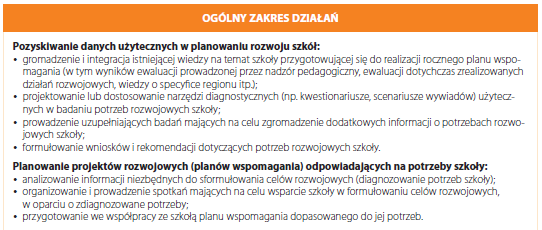 OGÓLNY ZAKRES DZIAŁAŃ
Pozyskiwanie danych użytecznych w planowaniu rozwoju szkół:
• gromadzenie i integracja istniejącej wiedzy na temat szkoły przygotowującej się do realizacji rocznego planu wspo-
magania (w tym wyników ewaluacji prowadzonej przez nadzór pedagogiczny, ewaluacji dotychczas zrealizowanych
działań rozwojowych, wiedzy o specyfice regionu itp.);
• projektowanie lub dostosowanie narzędzi diagnostycznych (np. kwestionariusze, scenariusze wywiadów) użytecz-
nych w badaniu potrzeb rozwojowych szkoły;
• prowadzenie uzupełniających badań mających na celu zgromadzenie dodatkowych informacji o potrzebach rozwo-
jowych szkoły;
• formułowanie wniosków i rekomendacji dotyczących potrzeb rozwojowych szkoły.
Planowanie projektów rozwojowych (planów wspomagania) odpowiadających na potrzeby szkoły:
• analizowanie informacji niezbędnych do sformułowania celów rozwojowych (diagnozowanie potrzeb szkoły);
• organizowanie i prowadzenie spotkań mających na celu wsparcie szkoły w formułowaniu celów rozwojowych,
w oparciu o zdiagnozowane potrzeby;
• przygotowanie we współpracy ze szkołą planu wspomagania dopasowanego do jej potrzeb.